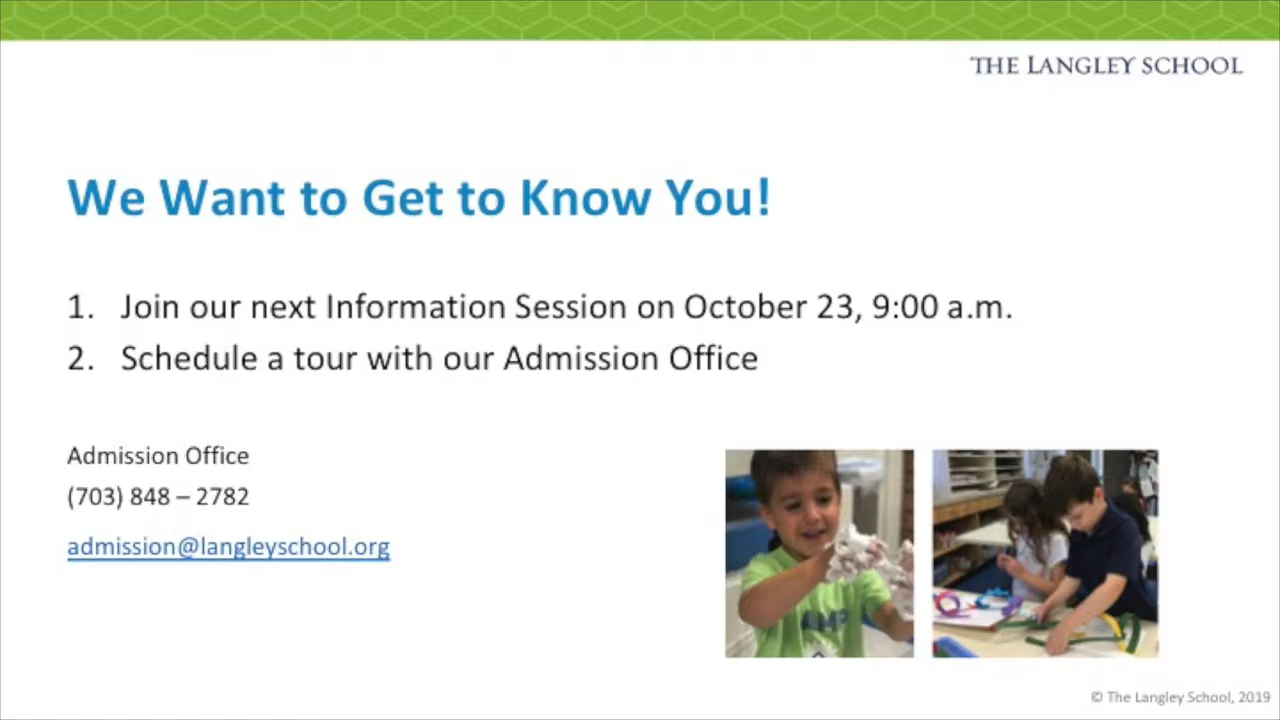 THE LANGLEY SCHOOL
We Want to Get to Know You!
1. Join our next Information Session on October 23, 9:00 a.m.
2. Schedule a tour with our Admission Office
Admission Office
(703) 848 – 2782
admission@langleyschool.org
© The Langley School, 2019